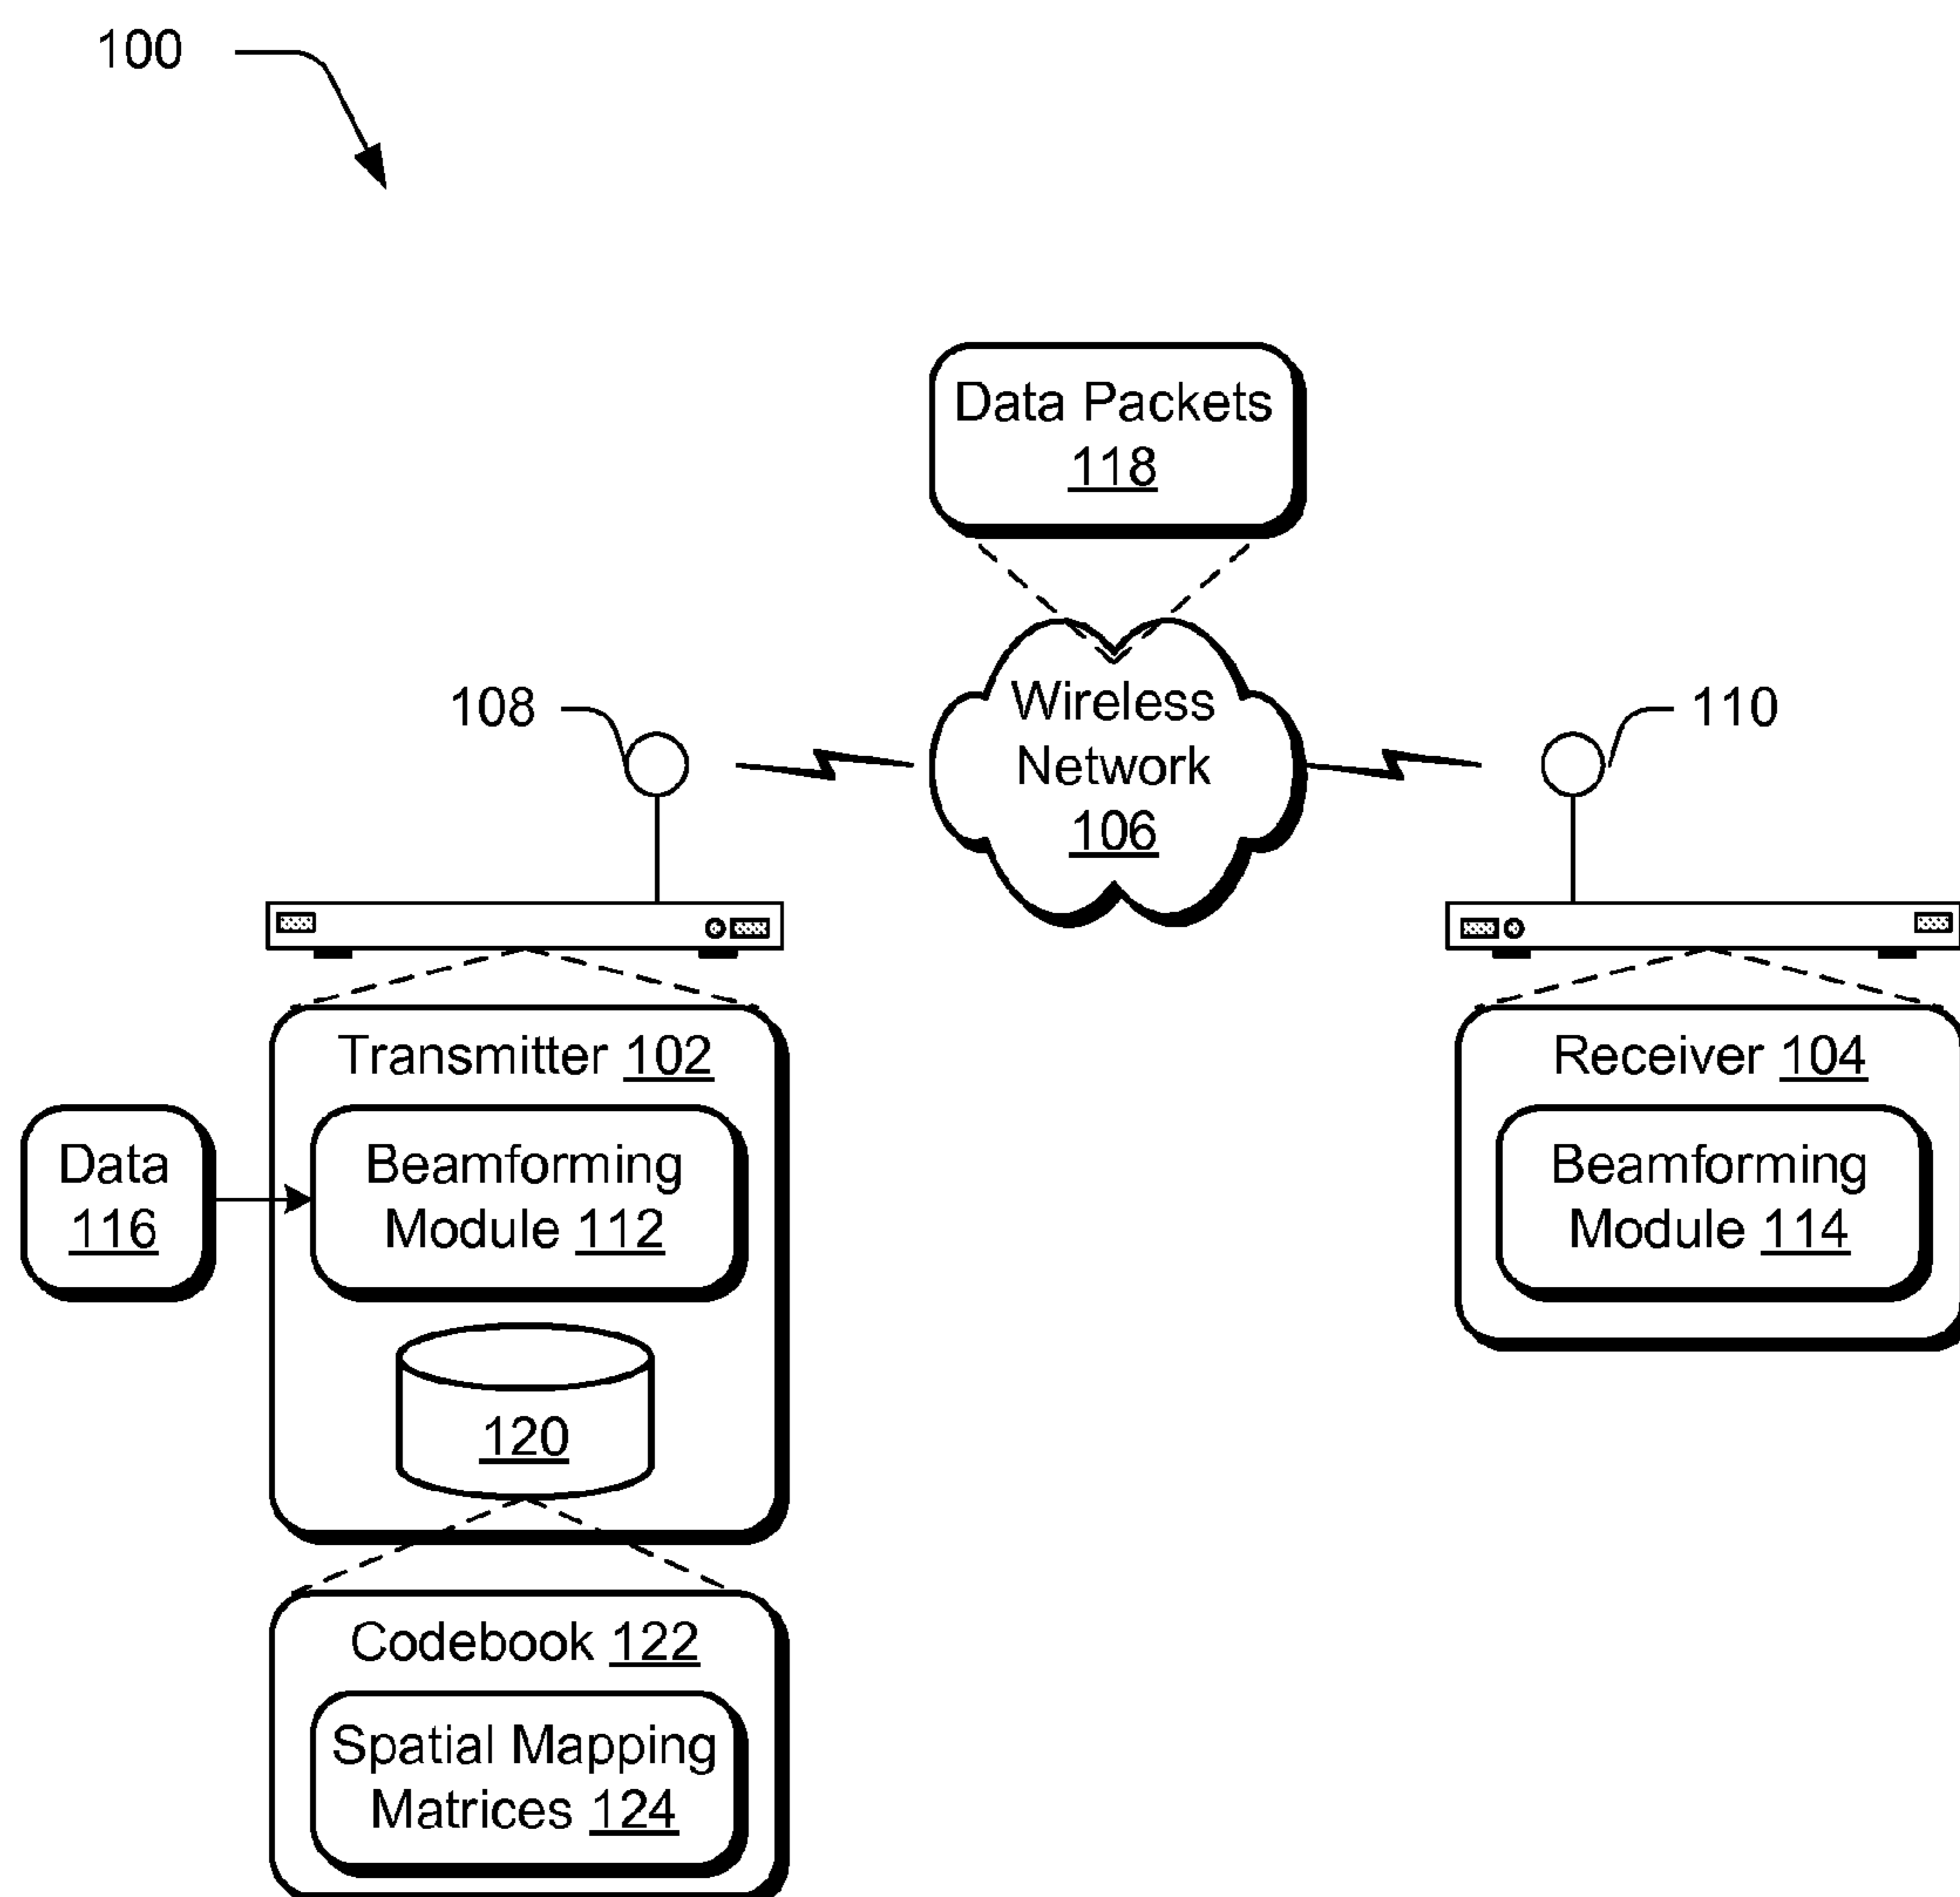 100
Data Packets
118
Wireless
Network
106
108
110
Transmitter 102
Beamforming
Module 112
Data
116
120
Codebook 122
Spatial Mapping
Matrices 124
Receiver 104
Beamforming
Module 114